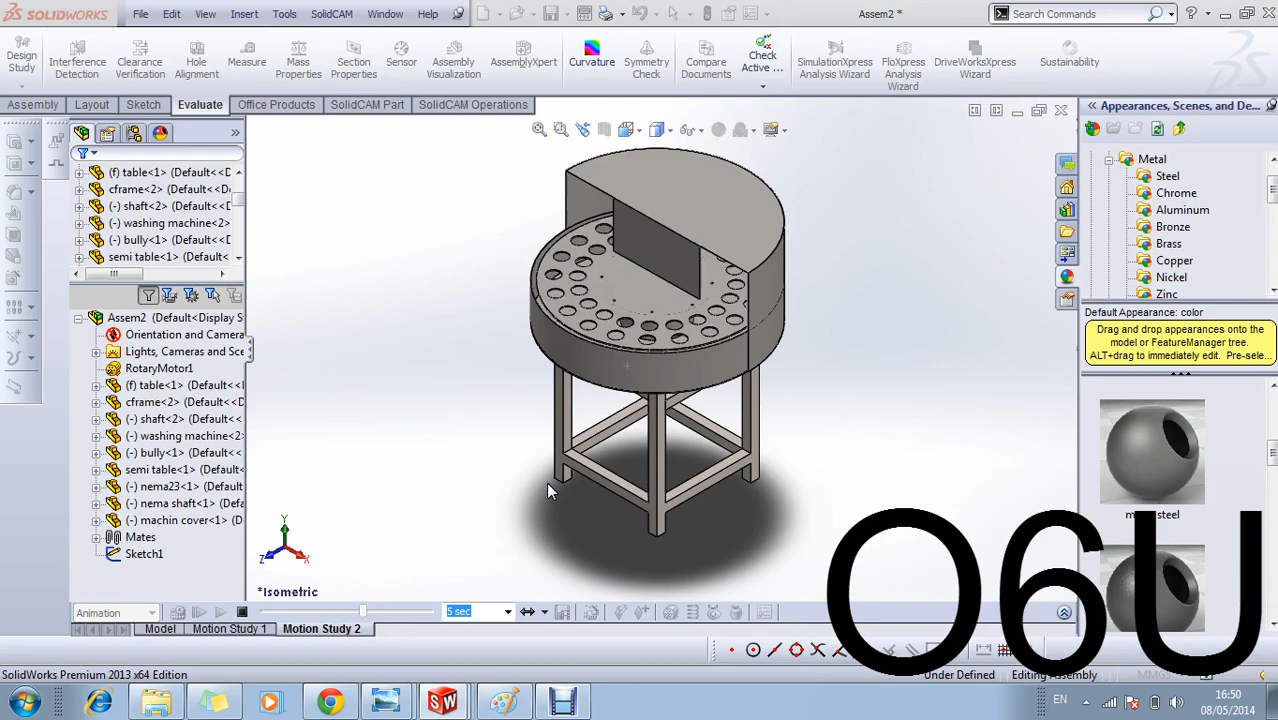 SOLIDWORKS File Edit View Insert Tools SolidCAM Window Help Assem2 * Search Commands
Design Study Interference Detection Clearance Verification Hole Alignment Measure Mass Properties Section Properties Sensor Assembly Visualization AssemblyXpert Curvature Symmetry Check Compare Documents Check Active ... SimulationXpress Analysis Wizard FloXpress Analysis Wizard DriveWorksXpress Wizard Sustainability
Assembly Layout Sketch Evaluate Office Products SolidCAM Part SolidCAM Operations
Appearances, Scenes, and De...
(f) table<1> (Default<<D
cframe<2> (Default<<De
(-) shaft<2> (Default<<D
(-) washing machine<2>
(-) bully<1> (Default<<D
semi table<1> (Default<
Assem2 (Default<Display S
Orientation and Camera
Lights, Cameras and Sce
RotaryMotor1
(f) table<1> (Default<
cframe<2> (Default<<D
(-) shaft<2> (Default<<
(-) washing machine<2
(-) bully<1> (Default<<
semi table<1> (Default
(-) nema23<1> (Default
(-) nema shaft<1> (Def
(-) machin cover<1> (D
Mates
Sketch1
Metal
Steel
Chrome
Aluminum
Bronze
Brass
Copper
Nickel
Zinc
Default Appearance: color
Drag and drop appearances onto the
model or FeatureManager tree.
ALT+drag to immediately edit. Pre-sele...
Y
Z
X
*Isometric
O6U
Animation 5 sec
Model Motion Study 1 Motion Study 2
SolidWorks Premium 2013 x64 Edition Under Defined Editing Assembly MMGS
EN 16:50
08/05/2014